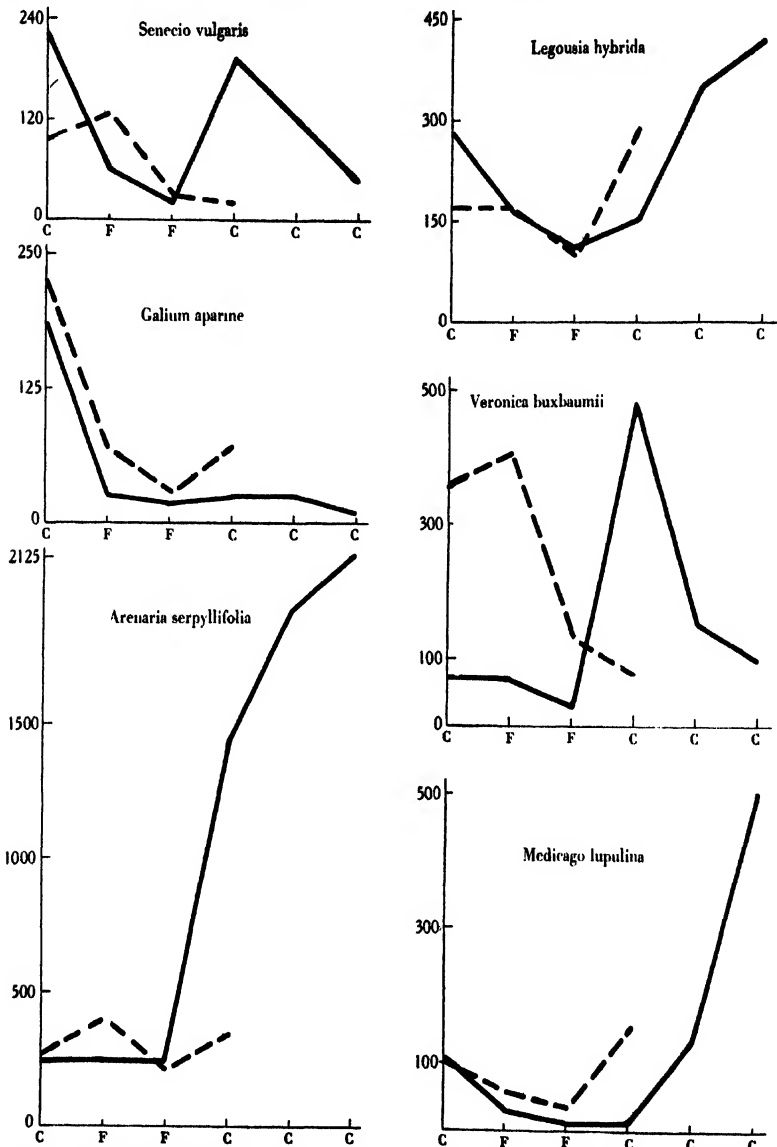 Senecio vulgaris
240
120
0
C F F C C C
Legousia hybrida
450
300
150
0
C F F C C C
Galium aparine
250
125
0
C F F C C C
Veronica buxbaumii
500
300
100
0
C F F C C C
Arenaria serpyllifolia
2125
1500
1000
500
0
C F F C C C
Medicago lupulina
500
300
100
C F F C C C